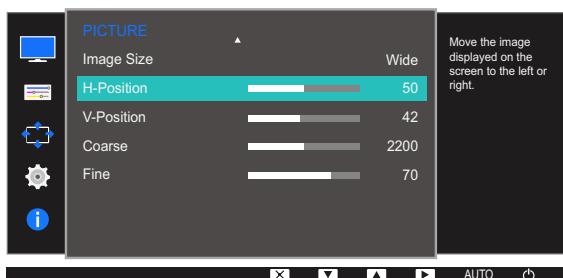 PICTURE
Image Size Wide
H-Position 50
V-Position 42
Coarse 2200
Fine 70
Move the image
displayed on the
screen to the left or
right.
AUTO